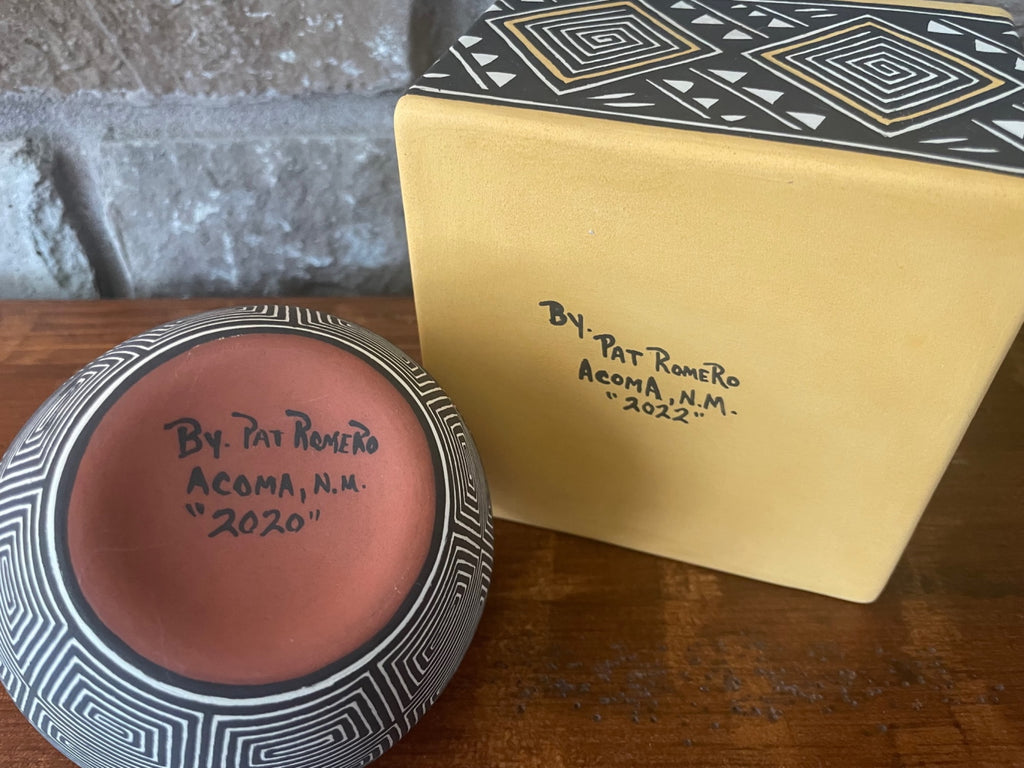 By. Pat Romero
Acoma, N.M.
"2020"
By. Pat Romero
Acoma, N.M.
"2022"